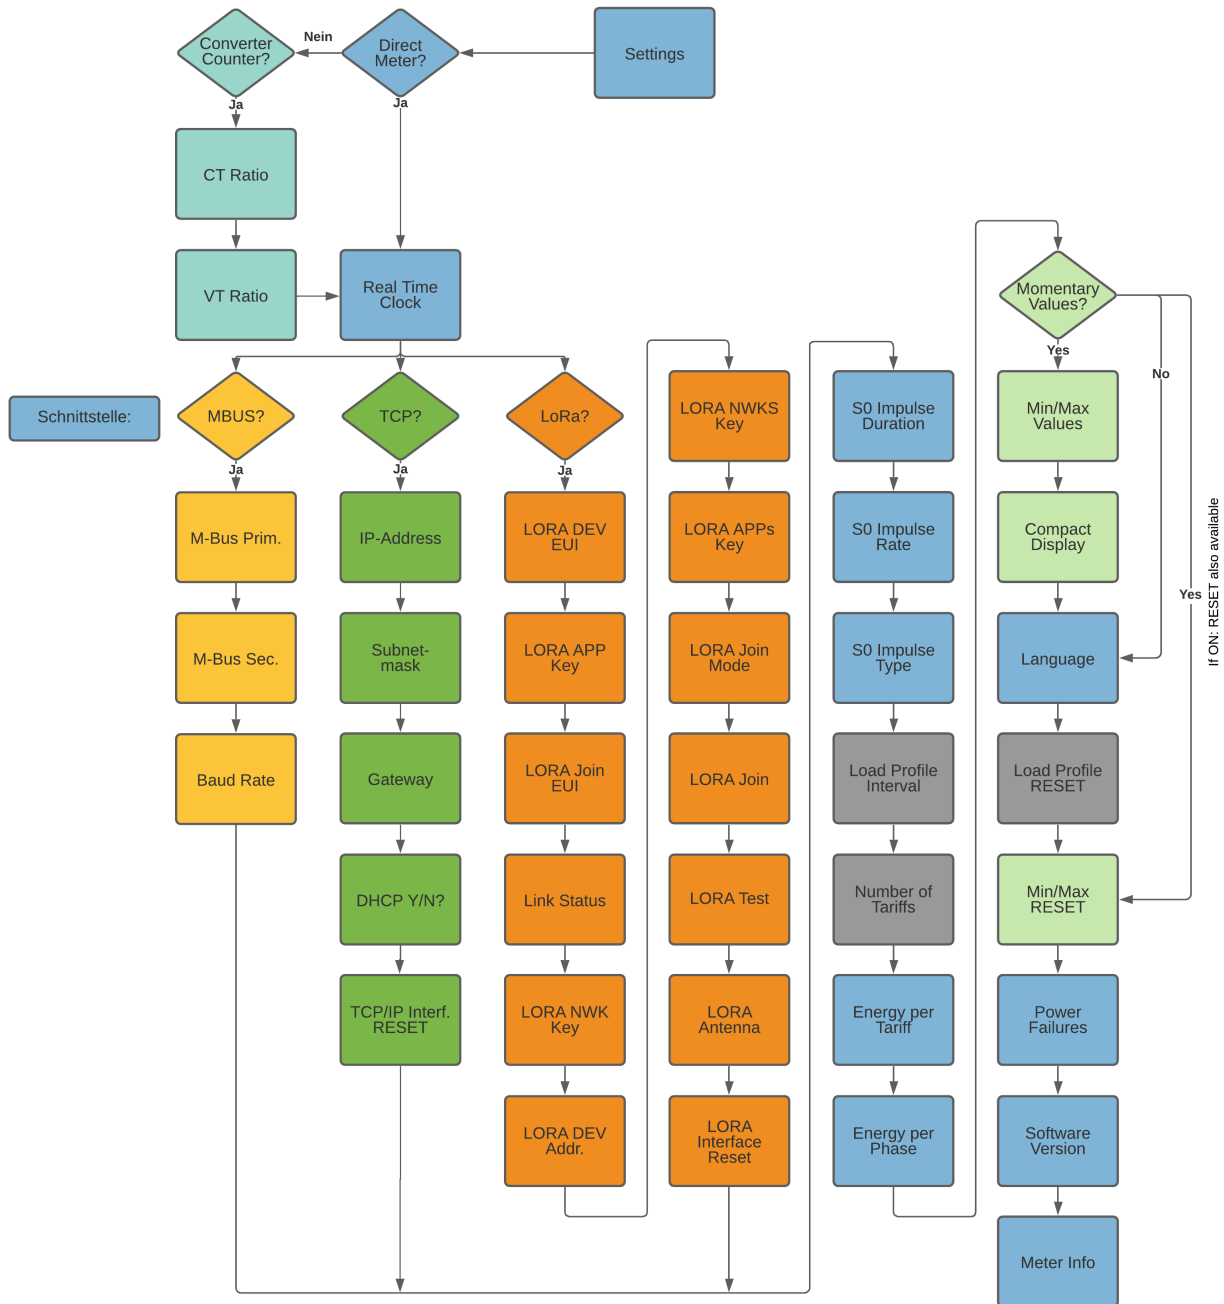 Converter
Counter?
Nein
Direct
Meter?
Settings
Ja
Ja
CT Ratio
VT Ratio
Real Time
Clock
Schnittstelle:
MBUS?
Ja
M-Bus Prim.
M-Bus Sec.
Baud Rate
TCP?
Ja
IP-Address
Subnet-
mask
Gateway
DHCP Y/N?
TCP/IP Interf.
RESET
LoRa?
Ja
LORA DEV
EUI
LORA APP
Key
LORA Join
EUI
Link Status
LORA NWK
Key
LORA DEV
Addr.
LORA NWKS
Key
LORA APPs
Key
LORA Join
Mode
LORA Join
LORA Test
LORA
Antenna
LORA
Interface
Reset
S0 Impulse
Duration
S0 Impulse
Rate
S0 Impulse
Type
Load Profile
Interval
Number of
Tariffs
Energy per
Tariff
Energy per
Phase
Momentary
Values?
Yes
No
Min/Max
Values
Compact
Display
Language
Load Profile
RESET
Min/Max
RESET
Power
Failures
Software
Version
Meter Info
Yes
If ON: RESET also available